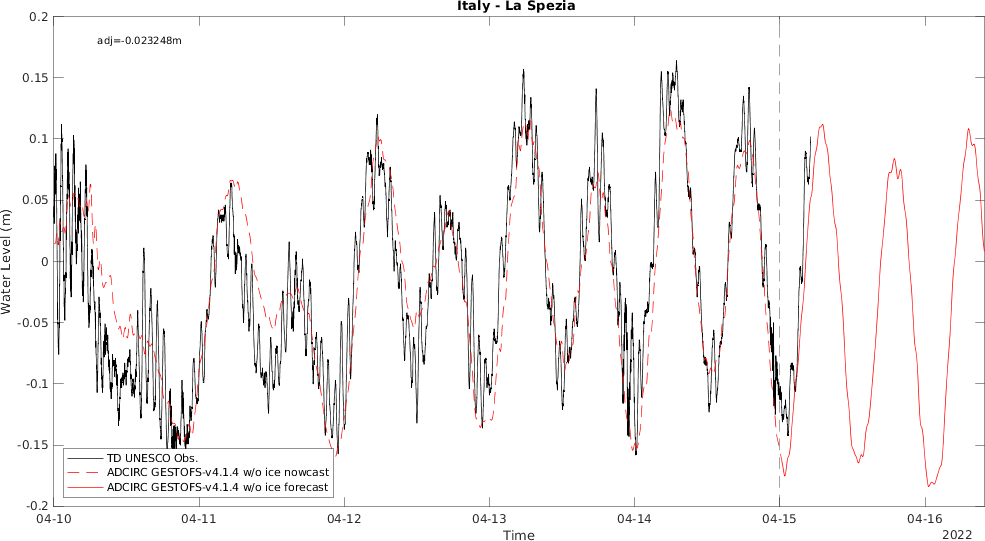 Italy - La Spezia
adj=-0.023248m
0.2
0.15
0.1
0.05
0
-0.05
-0.1
-0.15
-0.2
Water Level (m)
TD UNESCO Obs.
ADCIRC GESTOFS-v4.1.4 w/o ice nowcast
ADCIRC GESTOFS-v4.1.4 w/o ice forecast
04-10 04-11 04-12 04-13 04-14 04-15 04-16
Time
2022